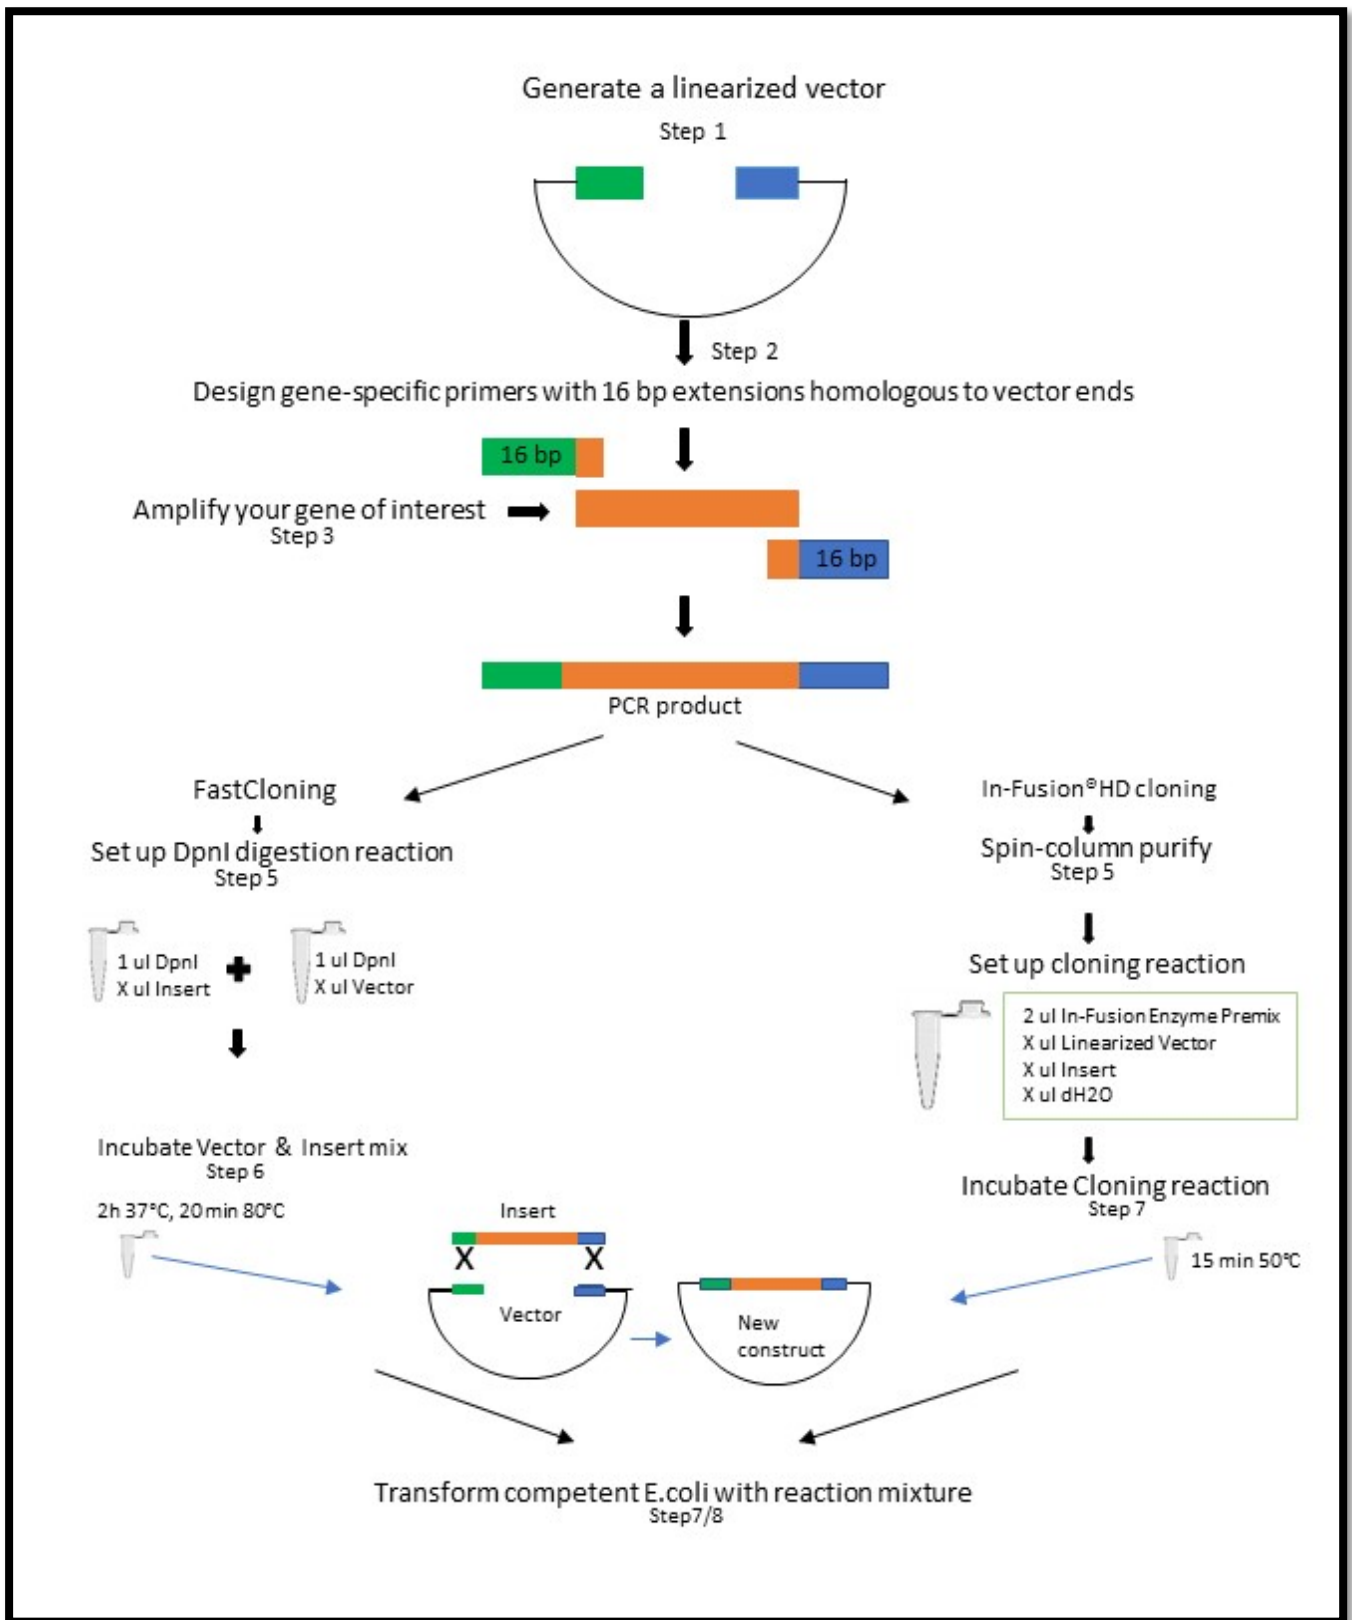 Generate a linearized vector
Step 1
Step 2
Design gene-specific primers with 16 bp extensions homologous to vector ends
16 bp
Amplify your gene of interest
Step 3
16 bp
PCR product
FastCloning
Set up DpnI digestion reaction
Step 5
1 ul DpnI
X ul Insert
1 ul DpnI
X ul Vector
Incubate Vector & Insert mix
Step 6
2h 37°C, 20 min 80°C
In-Fusion®HD cloning
Spin-column purify
Step 5
Set up cloning reaction
2 ul In-Fusion Enzyme Premix
X ul Linearized Vector
X ul Insert
X ul dH2O
Incubate Cloning reaction
Step 7
15 min 50°C
Insert
X X
Vector
New
construct
Transform competent E.coli with reaction mixture
Step7/8